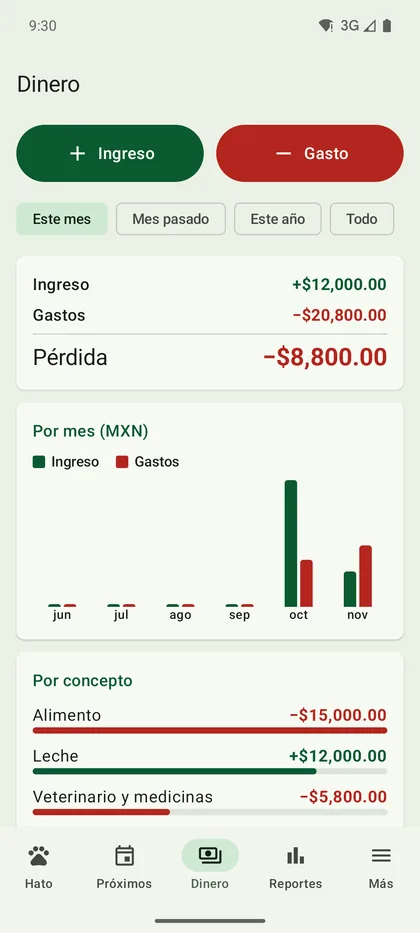 9:30 3G
Dinero
+ Ingreso
− Gasto
Este mes Mes pasado Este año Todo
Ingreso +$12,000.00
Gastos −$20,800.00
Pérdida −$8,800.00
Por mes (MXN)
Ingreso Gastos
jun jul ago sep oct nov
Por concepto
Alimento −$15,000.00
Leche +$12,000.00
Veterinario y medicinas −$5,800.00
Hato Próximos Dinero Reportes Más